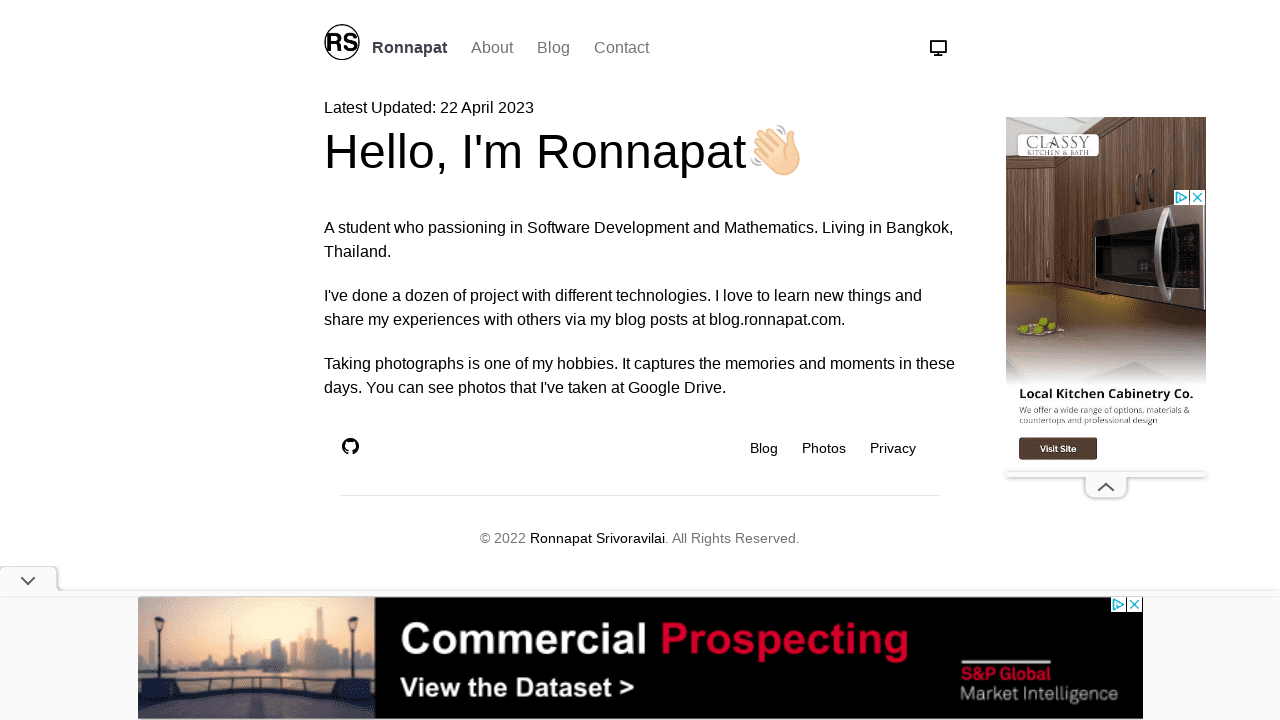 RS
Ronnapat About Blog Contact
Latest Updated: 22 April 2023
Hello, I'm Ronnapat👋🏻
A student who passioning in Software Development and Mathematics. Living in Bangkok,
Thailand.
I've done a dozen of project with different technologies. I love to learn new things and
share my experiences with others via my blog posts at blog.ronnapat.com.
Taking photographs is one of my hobbies. It captures the memories and moments in these
days. You can see photos that I've taken at Google Drive.
Blog Photos Privacy
© 2022 Ronnapat Srivoravilai. All Rights Reserved.
CLASSY
KITCHEN & BATH
Local Kitchen Cabinetry Co.
We offer a wide range of options, materials &
countertops and professional design
Visit Site
Commercial Prospecting
View the Dataset >
S&P Global
Market Intelligence